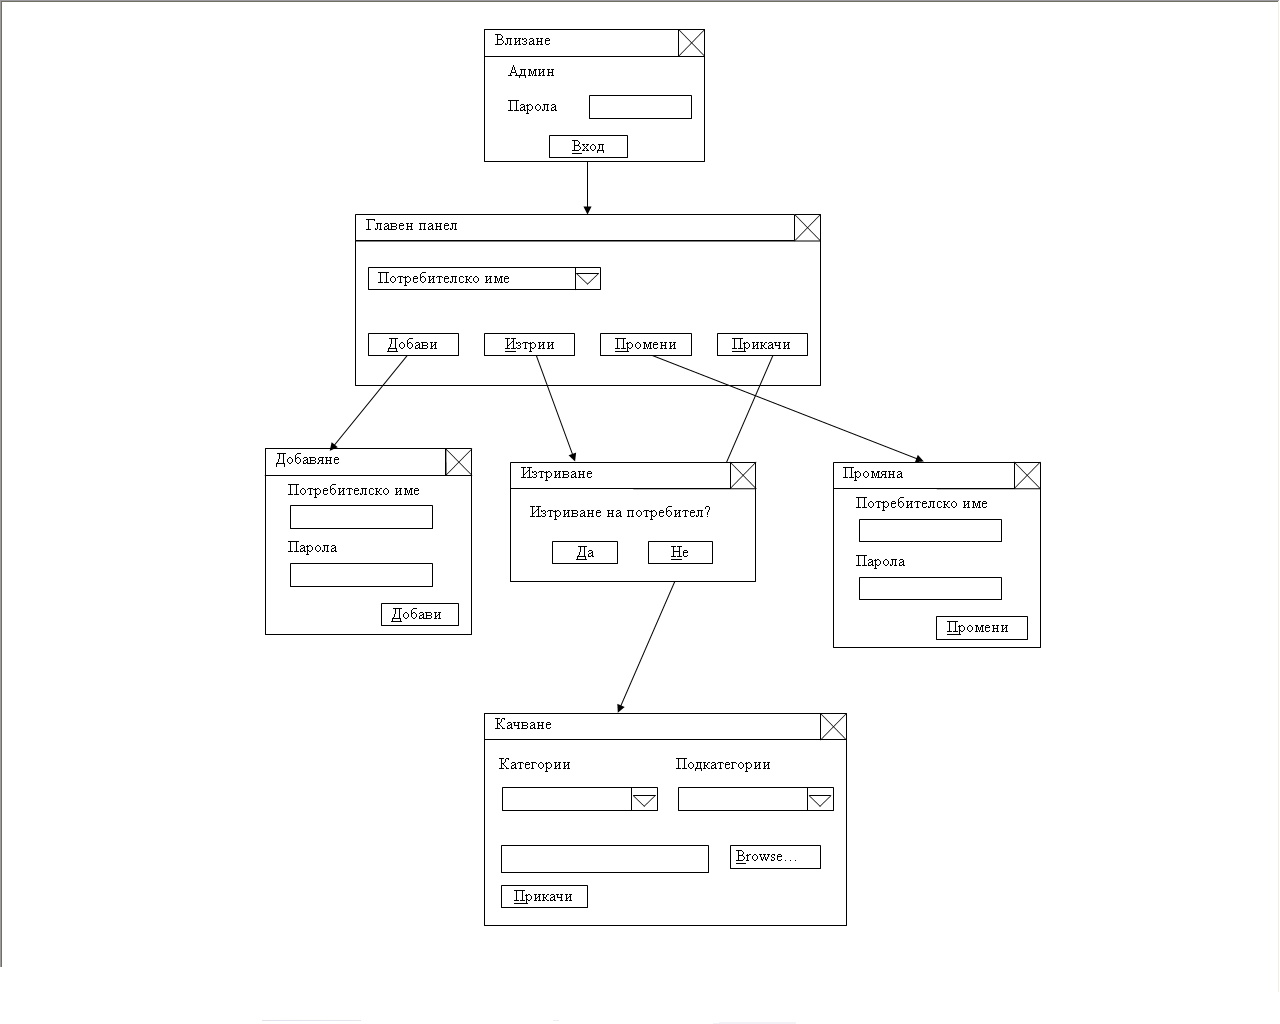 Влизане
Админ
Парола
Вход
Главен панел
Потребителско име
Добави
Изтрии
Промени
Прикачи
Добавяне
Потребителско име
Парола
Добави
Изтриване
Изтриване на потребител?
Да
Не
Промяна
Потребителско име
Парола
Промени
Качване
Категории
Подкатегории
Browse...
Прикачи